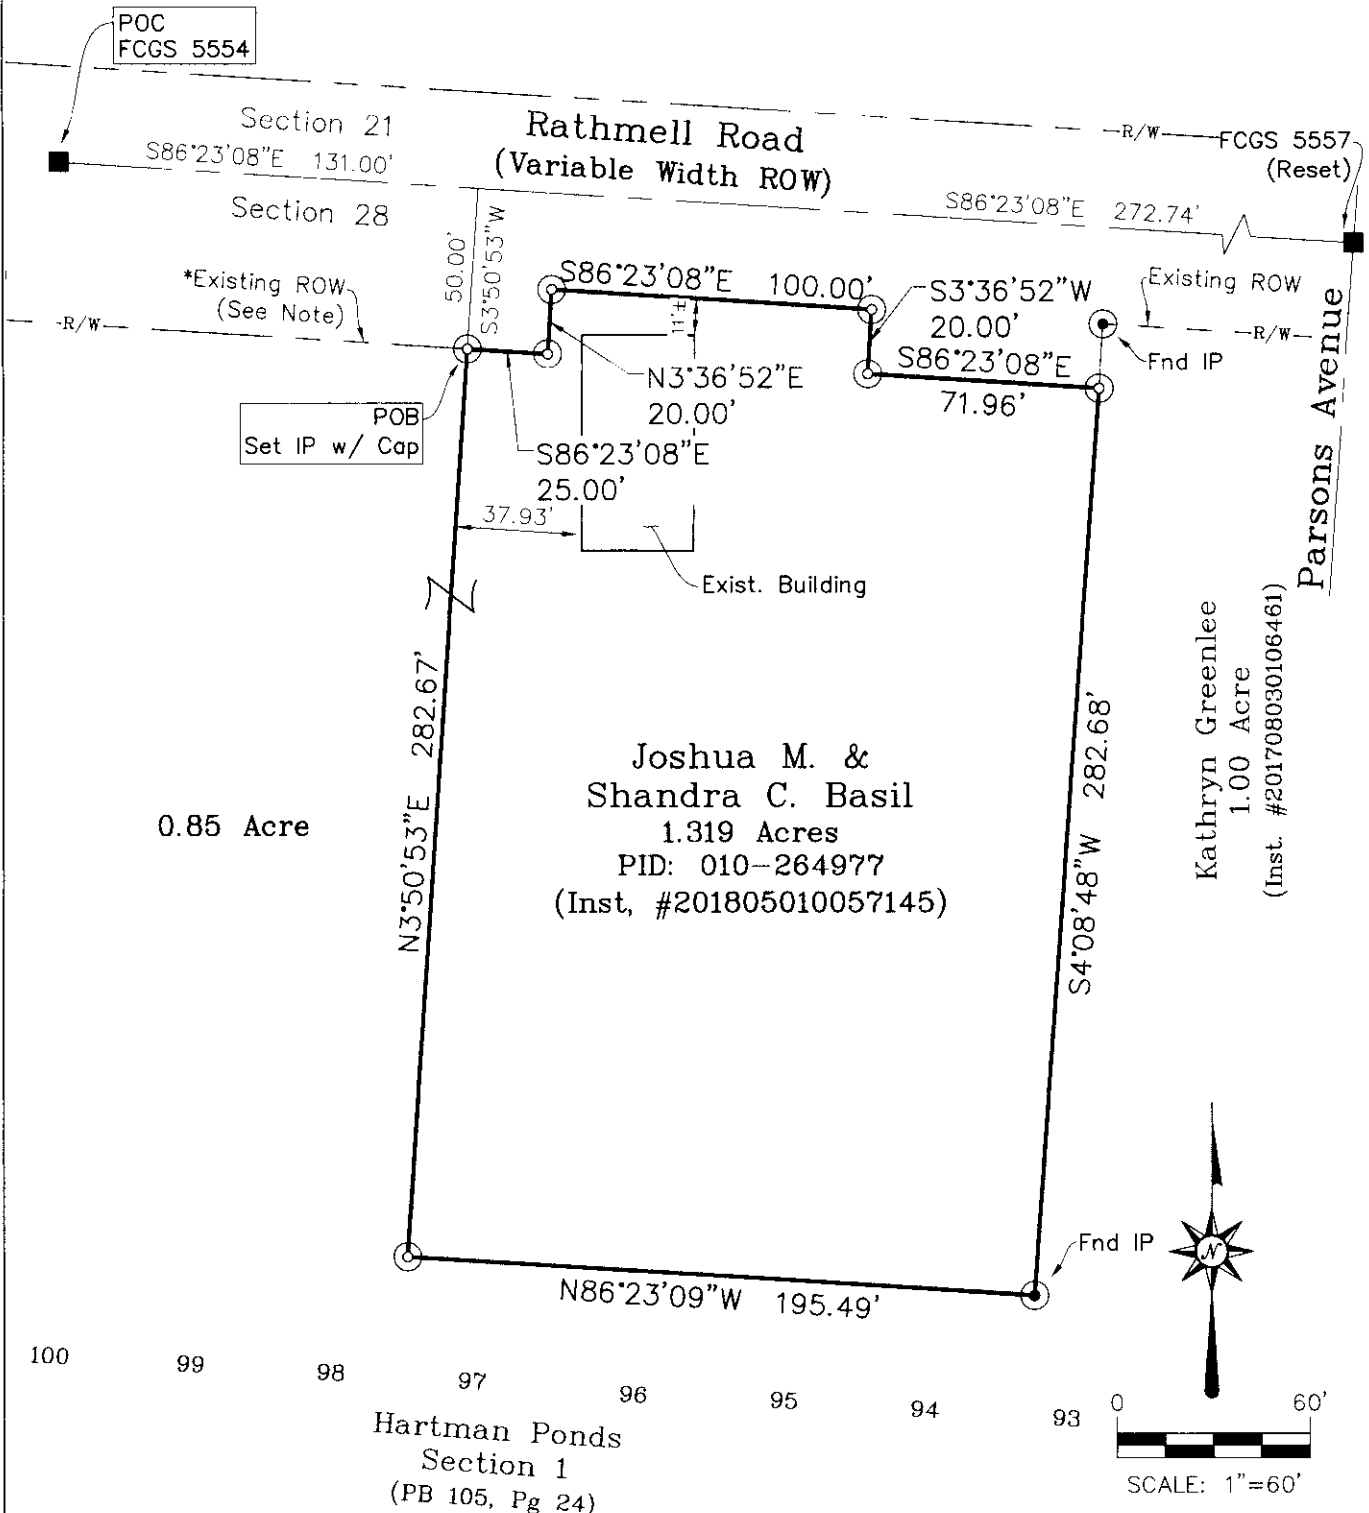 POC
FCGS 5554
Section 21
Rathmell Road
(Variable Width ROW)
-R/W-
FCGS 5557
(Reset)
S86°23'08"E 131.00'
Section 28
S86°23'08"E 272.74'
50.00'
S3°50'53"W
*Existing ROW
(See Note)
-R/W-
S86°23'08"E 100.00'
11'±
S3°36'52"W
20.00'
Existing ROW
-R/W-
Fnd IP
S86°23'08"E
71.96'
N3°36'52"E
20.00'
POB
Set IP w/ Cap
S86°23'08"E
25.00'
37.93'
Exist. Building
Parsons Avenue
N3°50'53"E 282.67'
S4°08'48"W 282.68'
Kathryn Greenlee
1.00 Acre
(Inst. #201708030106461)
0.85 Acre
Joshua M. &
Shandra C. Basil
1.319 Acres
PID: 010-264977
(Inst, #201805010057145)
Fnd IP
N
N86°23'09"W 195.49'
100 99 98 97 96 95 94 93
Hartman Ponds
Section 1
(PB 105, Pg 24)
0 60'
SCALE: 1"=60'